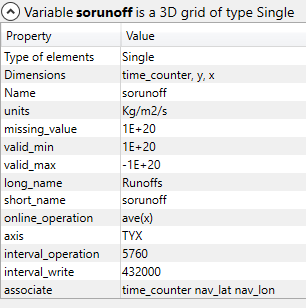 Variable sorunoff is a 3D grid of type Single
Property Value
Type of elements Single
Dimensions time_counter, y, x
Name sorunoff
units Kg/m2/s
missing_value 1E+20
valid_min 1E+20
valid_max -1E+20
long_name Runoffs
short_name sorunoff
online_operation ave(x)
axis TYX
interval_operation 5760
interval_write 432000
associate time_counter nav_lat nav_lon